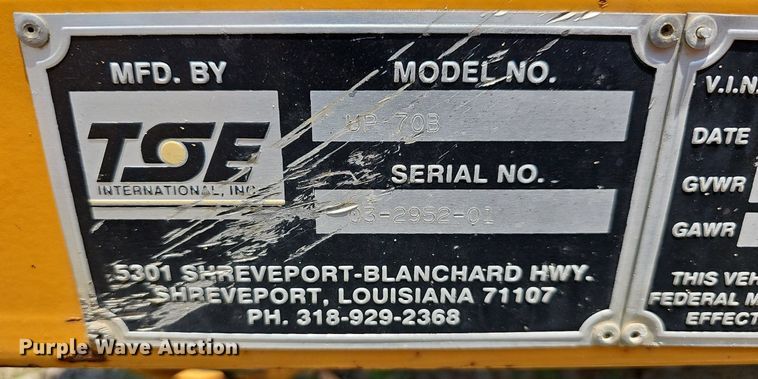 MFD. BY
TSE
INTERNATIONAL, INC
MODEL NO.
UP-70B
SERIAL NO.
03-2952-01
5301 SHREVEPORT-BLANCHARD HWY.
SHREVEPORT, LOUISIANA 71107
PH. 318-929-2368
V.I.N.
DATE
GVWR
GAWR
THIS VEH
FEDERAL M
EFFECT
Purple Wave Auction